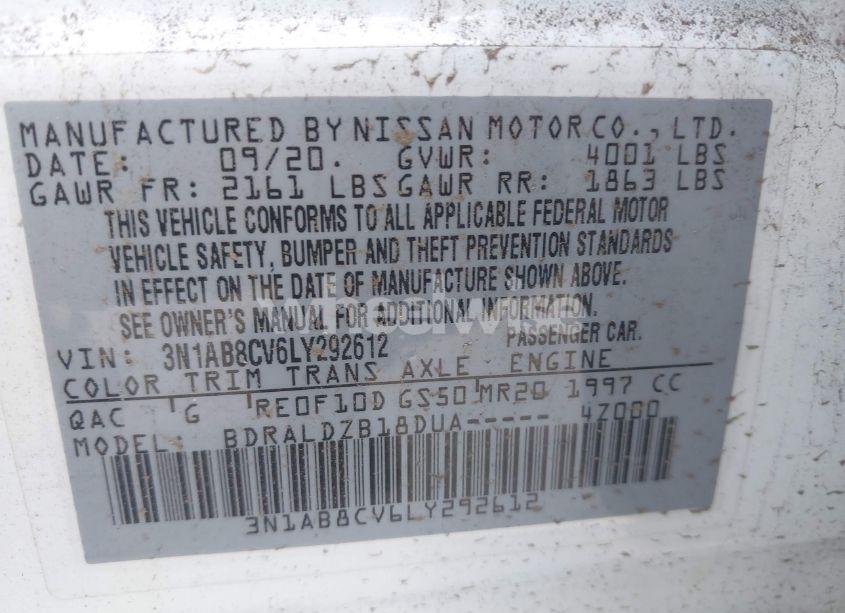 MANUFACTURED BY NISSAN MOTOR CO., LTD.
DATE: 09/20. GVWR: 4001 LBS
GAWR FR: 2161 LBS GAWR RR: 1863 LBS
THIS VEHICLE CONFORMS TO ALL APPLICABLE FEDERAL MOTOR
VEHICLE SAFETY, BUMPER AND THEFT PREVENTION STANDARDS
IN EFFECT ON THE DATE OF MANUFACTURE SHOWN ABOVE.
SEE OWNER'S MANUAL FOR ADDITIONAL INFORMATION.
VIN: 3N1AB8CV6LY292612 PASSENGER CAR.
COLOR TRIM TRANS AXLE ENGINE
QAC G RE0F10D GS50 MR20 1997 CC
MODEL: BDRALDZB18DUA----- 4Z000
3N1AB8CV6LY292612